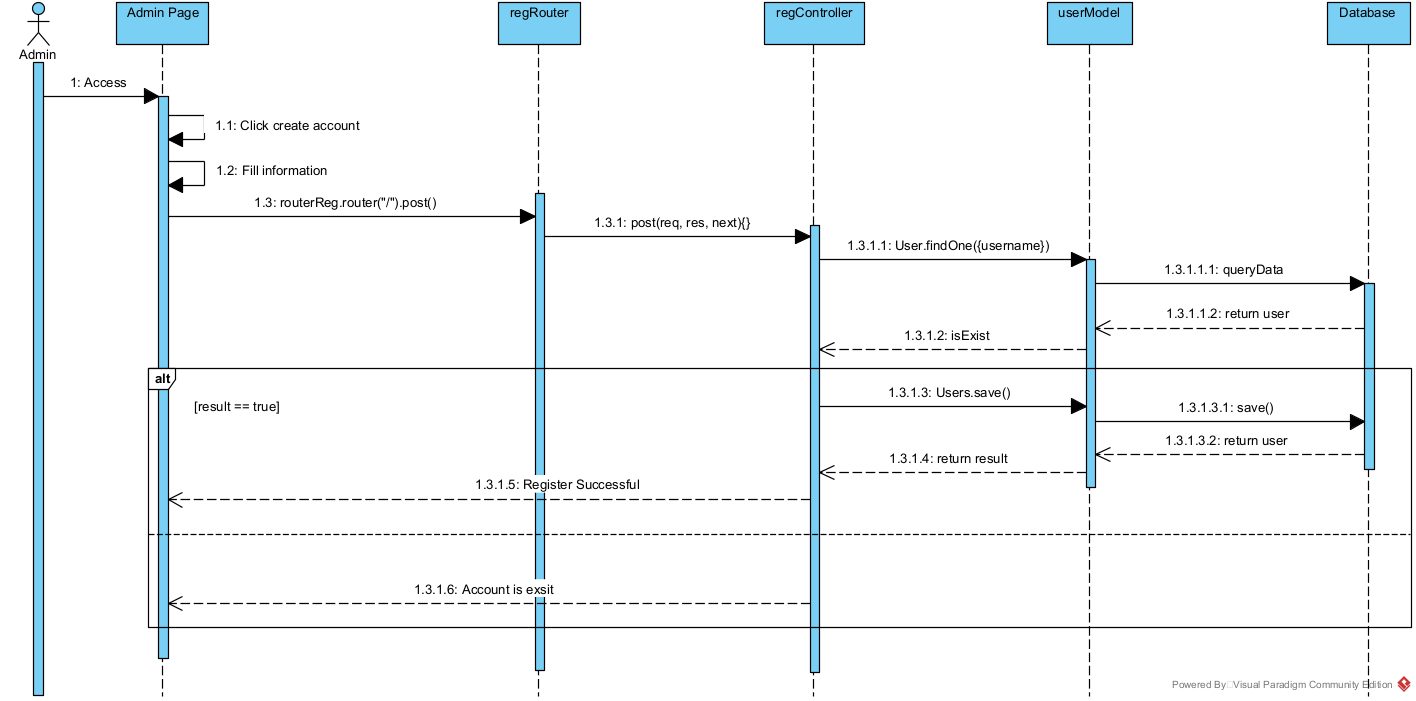 Admin Page
regRouter
regController
userModel
Database
Admin
1: Access
1.1: Click create account
1.2: Fill information
1.3: routerReg.router("/").post()
1.3.1: post(req, res, next){}
1.3.1.1: User.findOne({username})
1.3.1.1.1: queryData
1.3.1.1.2: return user
1.3.1.2: isExist
alt
[result == true]
1.3.1.3: Users.save()
1.3.1.3.1: save()
1.3.1.3.2: return user
1.3.1.4: return result
1.3.1.5: Register Successful
1.3.1.6: Account is exsit
Powered By Visual Paradigm Community Edition